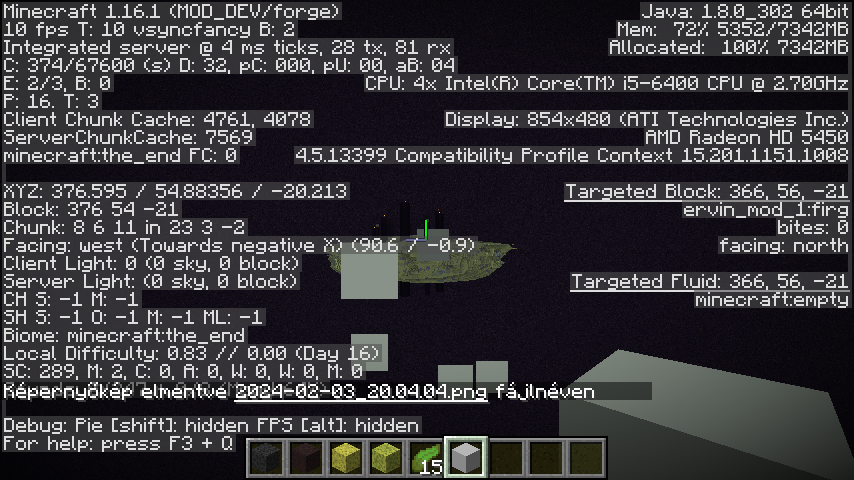 Minecraft 1.16.1 (MOD_DEV/forge)
10 fps T: 10 vsyncfancy B: 2
Integrated server @ 4 ms ticks, 28 tx, 81 rx
C: 374/67600 (s) D: 32, pC: 000, pU: 00, aB: 04
E: 2/3, B: 0
P: 16. T: 3
Client Chunk Cache: 4761, 4078
ServerChunkCache: 7569
minecraft:the_end FC: 0
XYZ: 376.595 / 54.88356 / -20.213
Block: 376 54 -21
Chunk: 8 6 11 in 23 3 -2
Facing: west (Towards negative X) (90.6 / -0.9)
Client Light: 0 (0 sky, 0 block)
Server Light: (0 sky, 0 block)
CH S: -1 M: -1
SH S: -1 O: -1 M: -1 ML: -1
Biome: minecraft:the_end
Local Difficulty: 0.83 // 0.00 (Day 16)
SC: 289, M: 2, C: 0, A: 0, W: 0, W: 0, M: 0
Képernyőkép elmentve 2024-02-03_20.04.04.png fájlnéven
Debug: Pie [shift]: hidden FPS [alt]: hidden
For help: press F3 + Q
Java: 1.8.0_302 64bit
Mem: 72% 5352/7342MB
Allocated: 100% 7342MB
CPU: 4x Intel(R) Core(TM) i5-6400 CPU @ 2.70GHz
Display: 854x480 (ATI Technologies Inc.)
AMD Radeon HD 5450
4.5.13399 Compatibility Profile Context 15.201.1151.1008
Targeted Block: 366, 56, -21
ervin_mod_1:firg
bites: 0
facing: north
Targeted Fluid: 366, 56, -21
minecraft:empty
15